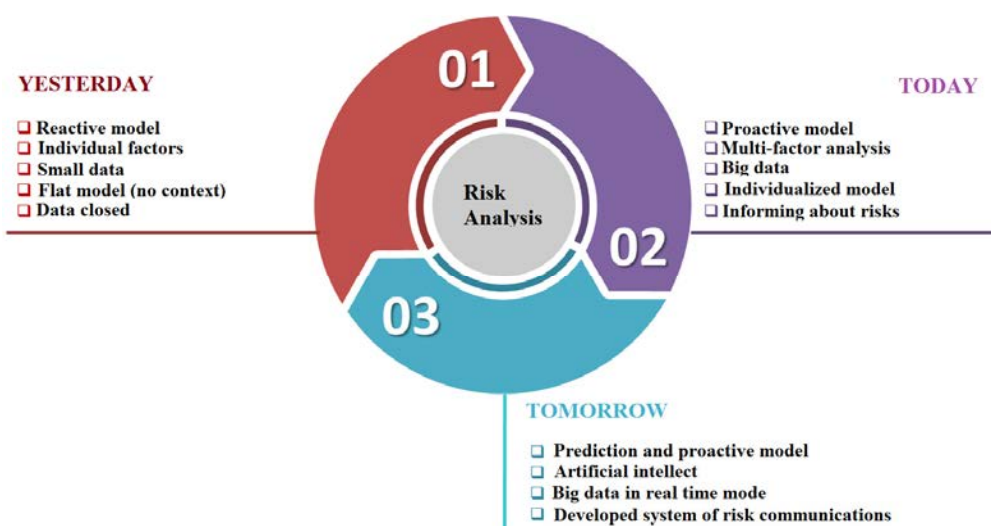 01
YESTERDAY
Reactive model
Individual factors
Small data
Flat model (no context)
Data closed
TODAY
Proactive model
Multi-factor analysis
Big data
Individualized model
Informing about risks
Risk
Analysis
02
03
TOMORROW
Prediction and proactive model
Artificial intellect
Big data in real time mode
Developed system of risk communications